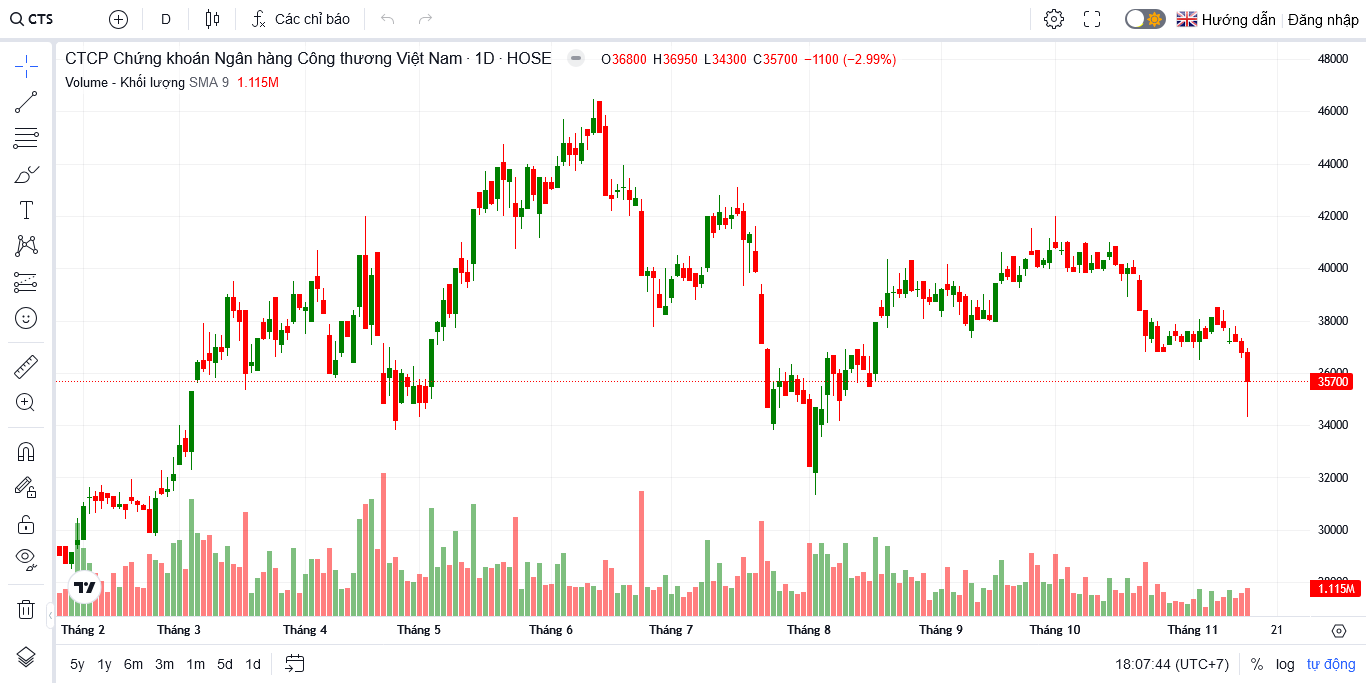 CTS D Các chỉ báo Hướng dẫn Đăng nhập
CTCP Chứng khoán Ngân hàng Công thương Việt Nam · 1D · HOSE O36800 H36950 L34300 C35700 −1100 (−2.99%)
Volume - Khối lượng SMA 9 1.115M
48000
46000
44000
42000
40000
38000
36000
35700
34000
32000
30000
28000
1.115M
Tháng 2 Tháng 3 Tháng 4 Tháng 5 Tháng 6 Tháng 7 Tháng 8 Tháng 9 Tháng 10 Tháng 11 21
5y 1y 6m 3m 1m 5d 1d 18:07:44 (UTC+7) % log tự động